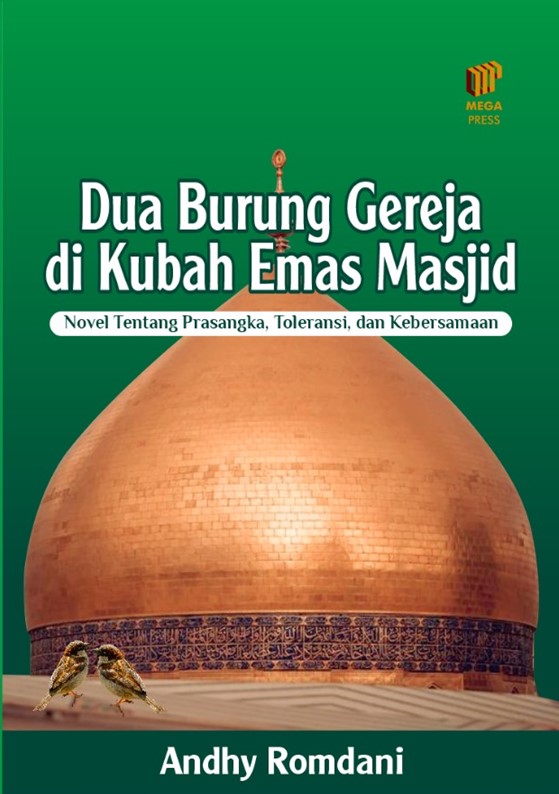 MEGA
PRESS
Dua Burung Gereja
di Kubah Emas Masjid
Novel Tentang Prasangka, Toleransi, dan Kebersamaan
Andhy Romdani